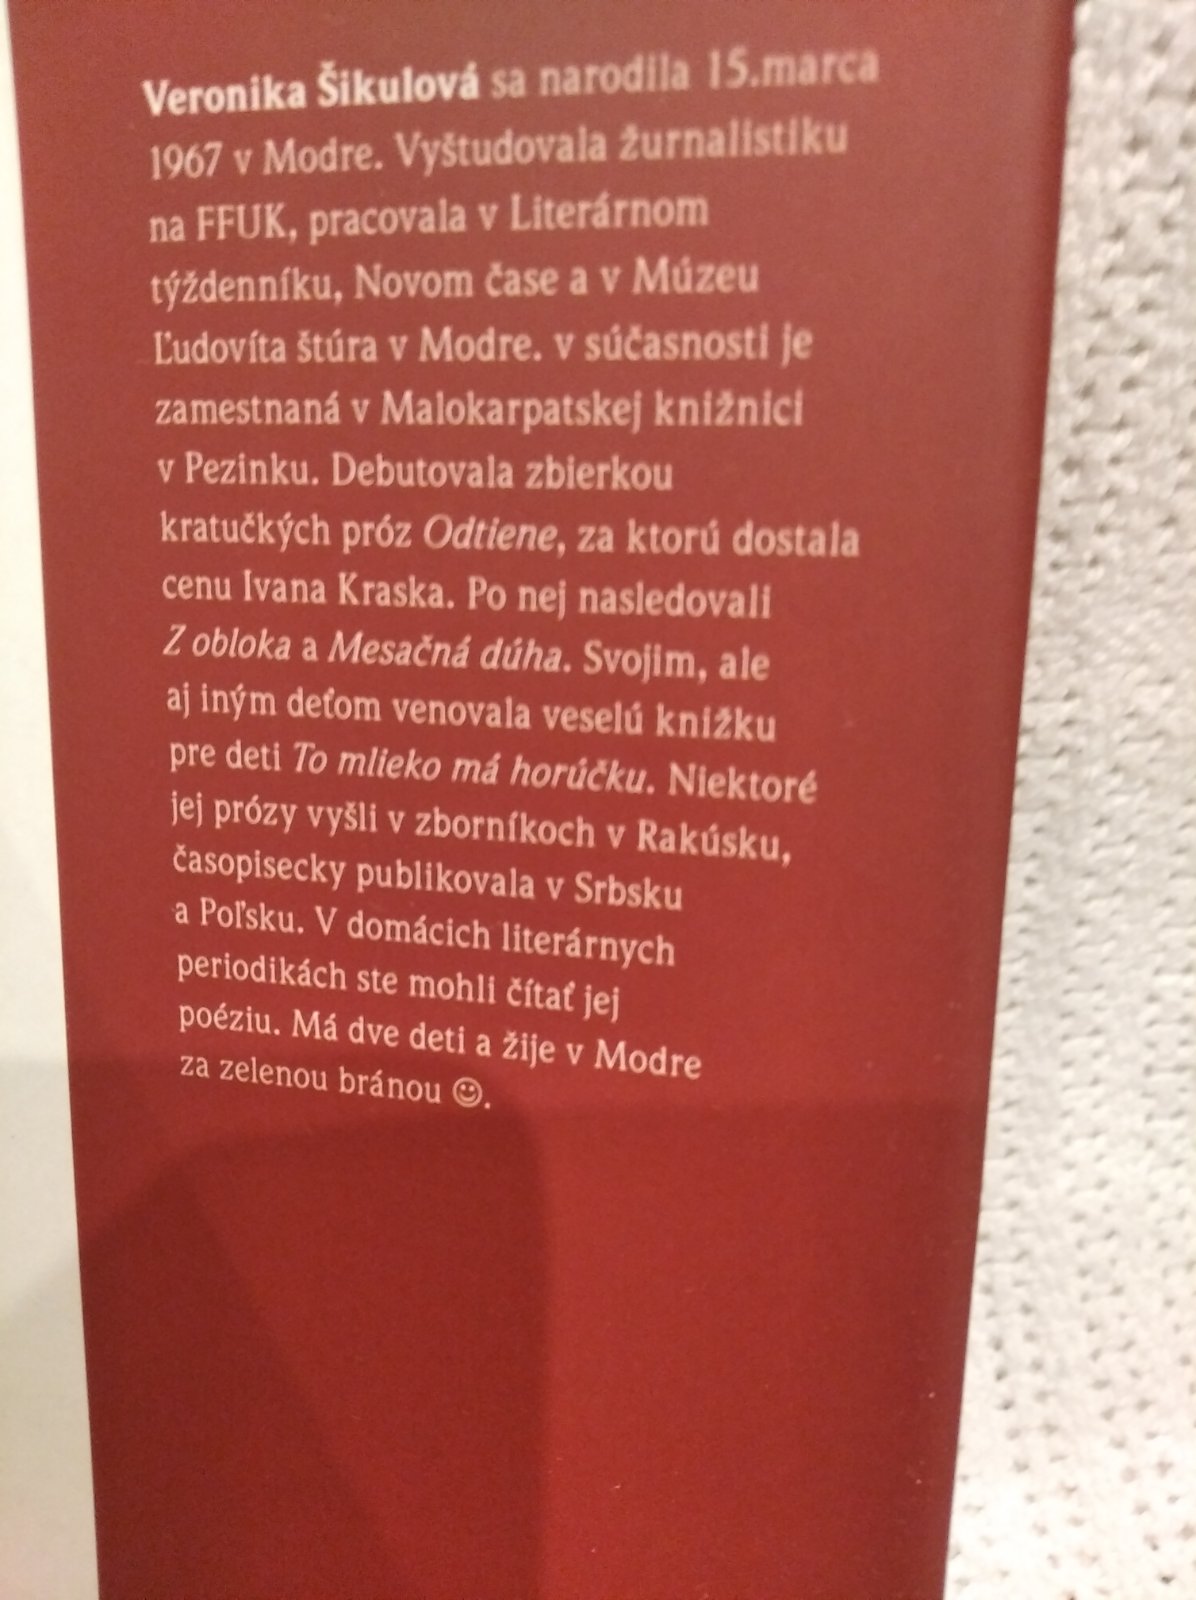 Veronika Šikulová sa narodila 15.marca
1967 v Modre. Vyštudovala žurnalistiku
na FFUK, pracovala v Literárnom
týždenníku, Novom čase a v Múzeu
Ľudovíta štúra v Modre. v súčasnosti je
zamestnaná v Malokarpatskej knižnici
v Pezinku. Debutovala zbierkou
kratučkých próz Odtiene, za ktorú dostala
cenu Ivana Kraska. Po nej nasledovali
Z obloka a Mesačná dúha. Svojim, ale
aj iným deťom venovala veselú knižku
pre deti To mlieko má horúčku. Niektoré
jej prózy vyšli v zborníkoch v Rakúsku,
časopisecky publikovala v Srbsku
a Poľsku. V domácich literárnych
periodikách ste mohli čítať jej
poéziu. Má dve deti a žije v Modre
za zelenou bránou ☺.